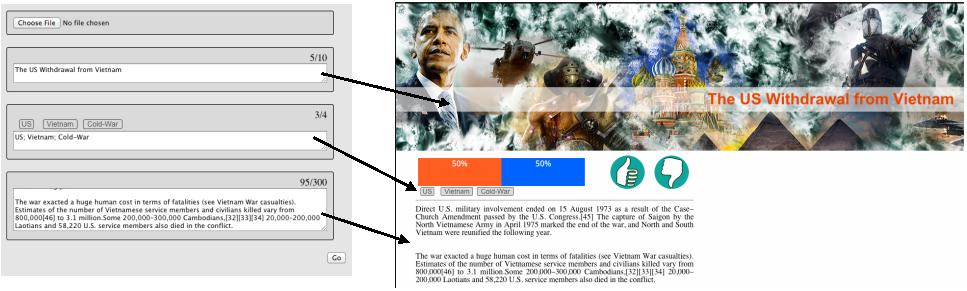 Choose File No file chosen
5/10
The US Withdrawal from Vietnam
3/4
US Vietnam Cold-War
US; Vietnam; Cold-War
95/300
The war exacted a huge human cost in terms of fatalities (see Vietnam War casualties).
Estimates of the number of Vietnamese service members and civilians killed vary from
800,000[46] to 3.1 million.Some 200,000-300,000 Cambodians,[32][33][34] 20,000-200,000
Laotians and 58,220 U.S. service members also died in the conflict.
Go
The US Withdrawal from Vietnam
50% 50%
US Vietnam Cold-War
Direct U.S. military involvement ended on 15 August 1973 as a result of the Case–
Church Amendment passed by the U.S. Congress.[45] The capture of Saigon by the
North Vietnamese Army in April 1975 marked the end of the war, and North and South
Vietnam were reunified the following year.
The war exacted a huge human cost in terms of fatalities (see Vietnam War casualties).
Estimates of the number of Vietnamese service members and civilians killed vary from
800,000[46] to 3.1 million.Some 200,000–300,000 Cambodians,[32][33][34] 20,000–
200,000 Laotians and 58,220 U.S. service members also died in the conflict.